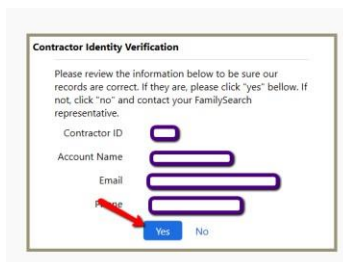 Contractor Identity Verification
Please review the information below to be sure our
records are correct. If they are, please click "yes" bellow. If
not, click "no" and contact your FamilySearch
representative.
Contractor ID
Account Name
Email
Phone
Yes No